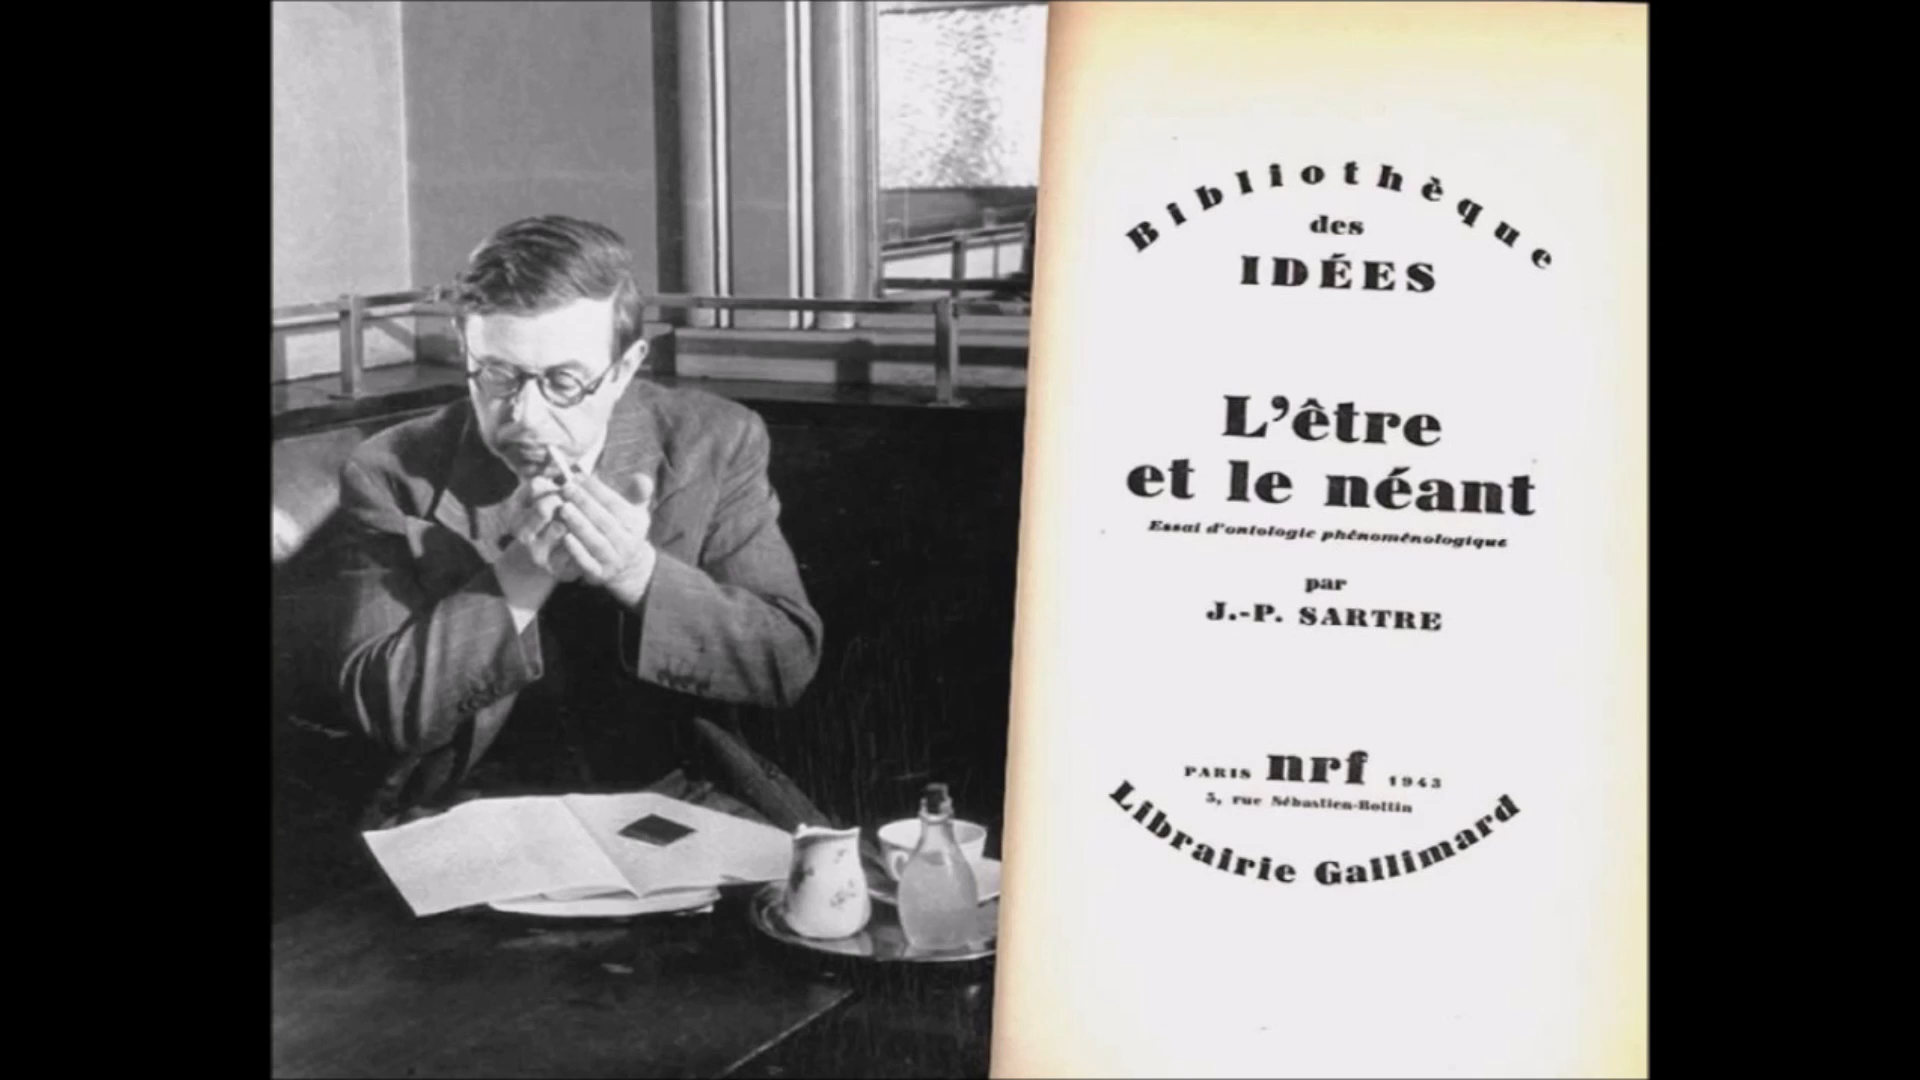 Bibliothèque
des
IDÉES
L'être
et le néant
Essai d'ontologie phénoménologique
par
J.-P. SARTRE
PARIS nrf 1943
5, rue Sébastien-Bottin
Librairie Gallimard